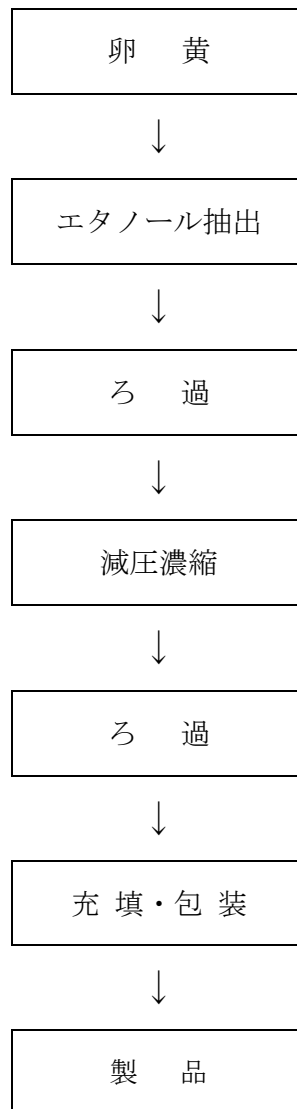 卵　黄
↓
エタノール抽出
↓
ろ　過
↓
減圧濃縮
↓
ろ　過
↓
充 填・包 装
↓
製　品